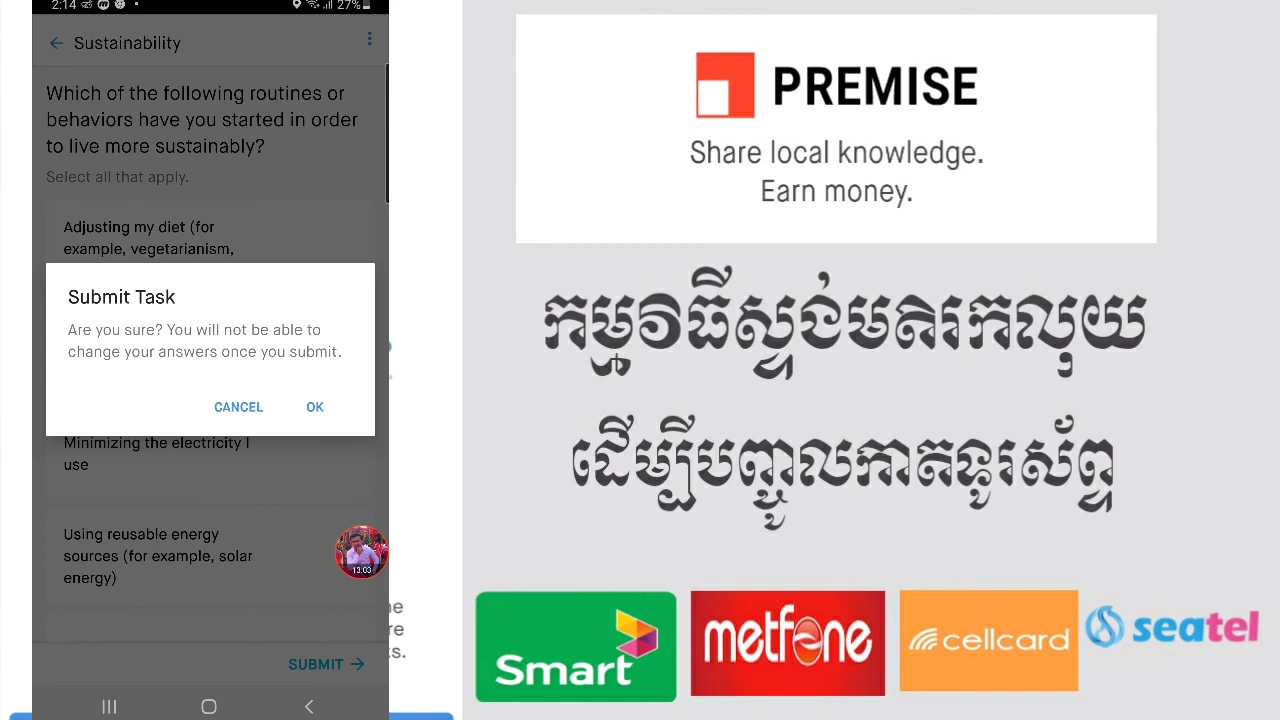 2:14
27%
Sustainability
Which of the following routines or
behaviors have you started in order
to live more sustainably?
Select all that apply.
Adjusting my diet (for
example, vegetarianism,
Submit Task
Are you sure? You will not be able to
change your answers once you submit.
CANCEL
OK
Minimizing the electricity I
use
Using reusable energy
sources (for example, solar
energy)
13:03
SUBMIT
PREMISE
Share local knowledge.
Earn money.
កម្មវិធីស្ទង់មតិរកលុយ
ដើម្បីបញ្ចូលកាតទូរស័ព្ទ
Smart
metfone
cellcard
seatel